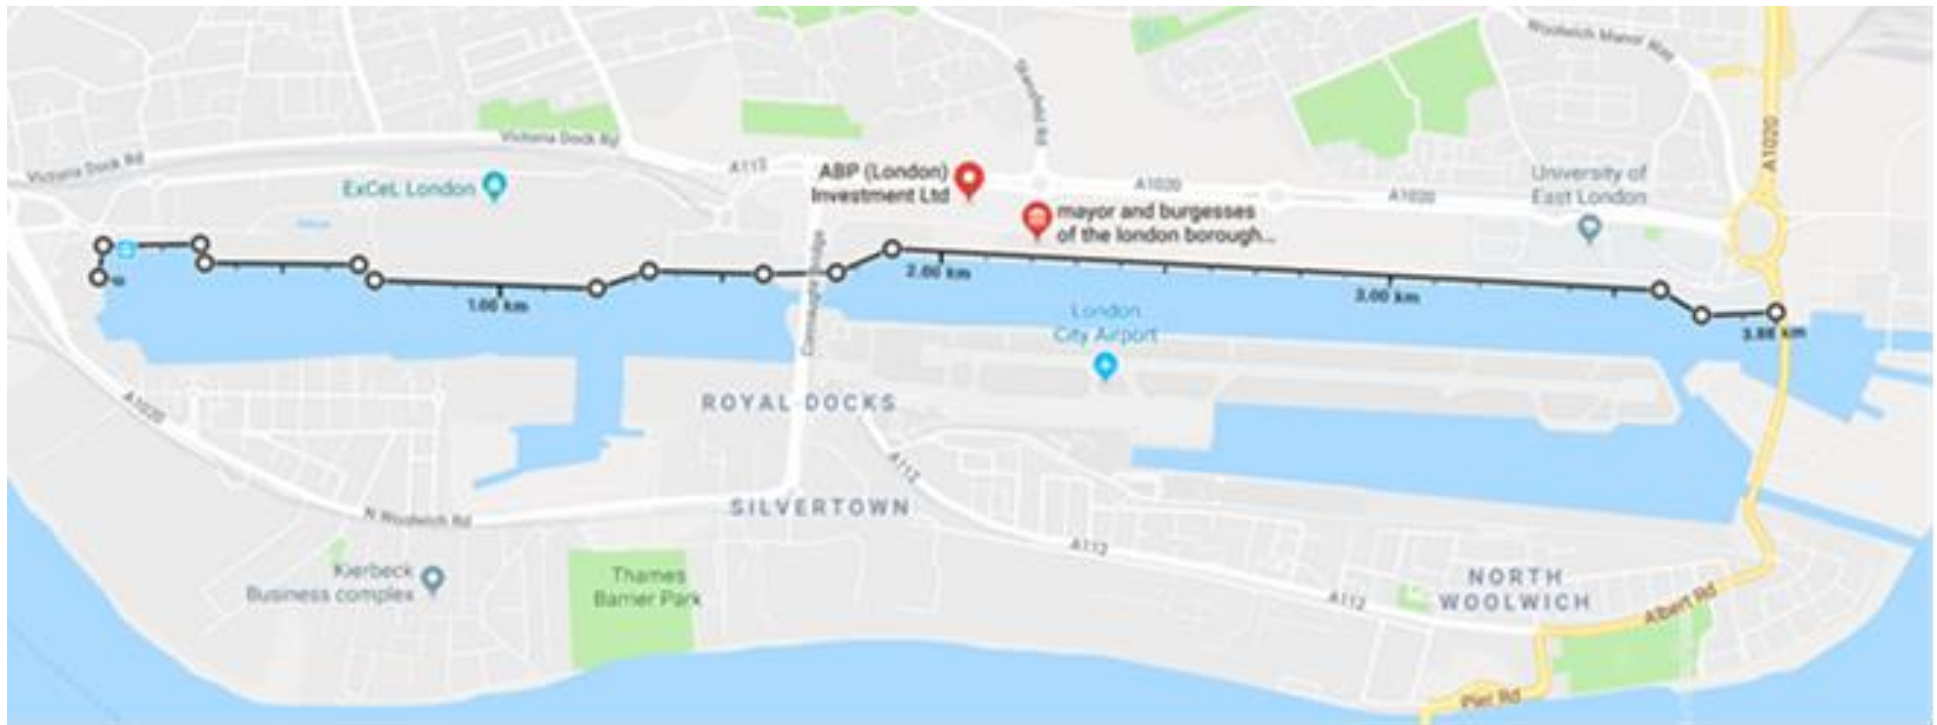 Woolwich Manor Way
A1020
Victoria Dock Rd
Victoria Dock Rd
A112
ABP (London)
Investment Ltd
A1020
A1020
University of
East London
ExCeL London
mayor and burgesses
of the london borough...
2.00 km
1.00 km
3.00 km
London
City Airport
Connaught Bridge
km
ROYAL DOCKS
A1020
A112
SILVERTOWN
N Woolwich Rd
A112
Kierbeck
Business complex
Thames
Barrier Park
NORTH
WOOLWICH
A112
Albert Rd
Pier Rd